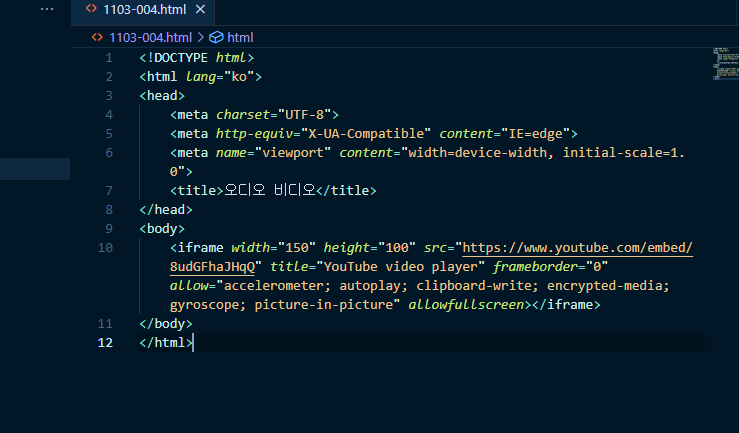 1103-004.html
1103-004.html > html
1 <!DOCTYPE html>
2 <html lang="ko">
3 <head>
4 <meta charset="UTF-8">
5 <meta http-equiv="X-UA-Compatible" content="IE=edge">
6 <meta name="viewport" content="width=device-width, initial-scale=1.
0">
7 <title>오디오 비디오</title>
8 </head>
9 <body>
10 <iframe width="150" height="100" src="https://www.youtube.com/embed/
8udGFhaJHqQ" title="YouTube video player" frameborder="0"
allow="accelerometer; autoplay; clipboard-write; encrypted-media;
gyroscope; picture-in-picture" allowfullscreen></iframe>
11 </body>
12 </html>